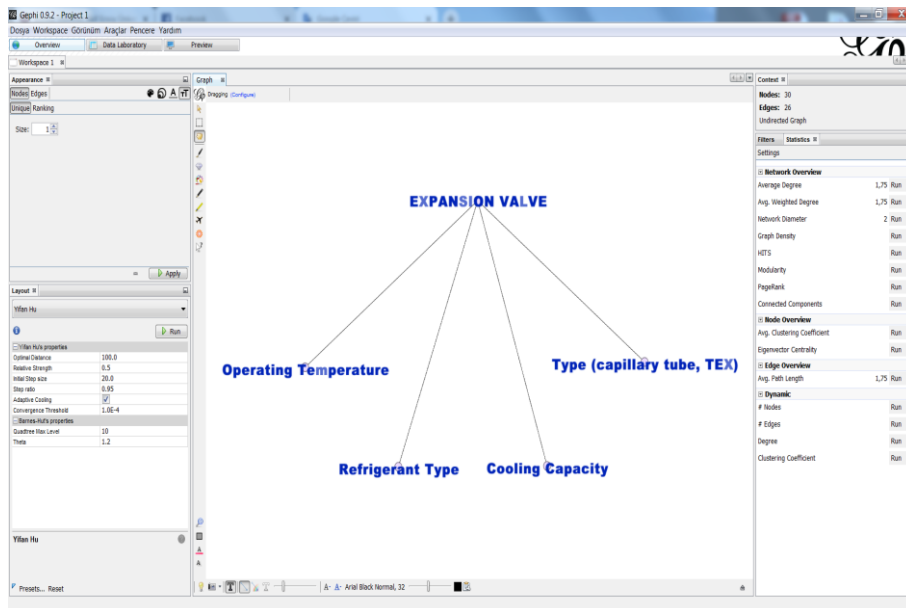 Gephi 0.9.2 - Project 1
Dosya Workspace Görünüm Araçlar Pencere Yardım
Overview Data Laboratory Preview
Workspace 1
Appearance
Nodes Edges
Unique Ranking
Size: 1
Apply
Layout
Yifan Hu
Run
Yifan Hu's properties
Optimal Distance 100.0
Relative Strength 0.5
Initial Step size 20.0
Step ratio 0.95
Adaptive Cooling
Convergence Threshold 1.0E-4
Barnes-Hut's properties
Quadtree Max Level 10
Theta 1.2
Yifan Hu
Presets... Reset
Graph
Dragging (Configure)
EXPANSION VALVE
Operating Temperature
Type (capillary tube, TEX)
Refrigerant Type
Cooling Capacity
A- A- Arial Black Normal, 32
Context
Nodes: 30
Edges: 26
Undirected Graph
Filters Statistics
Settings
Network Overview
Average Degree 1,75 Run
Avg. Weighted Degree 1,75 Run
Network Diameter 2 Run
Graph Density Run
HITS Run
Modularity Run
PageRank Run
Connected Components Run
Node Overview
Avg. Clustering Coefficient Run
Eigenvector Centrality Run
Edge Overview
Avg. Path Length 1,75 Run
Dynamic
# Nodes Run
# Edges Run
Degree Run
Clustering Coefficient Run